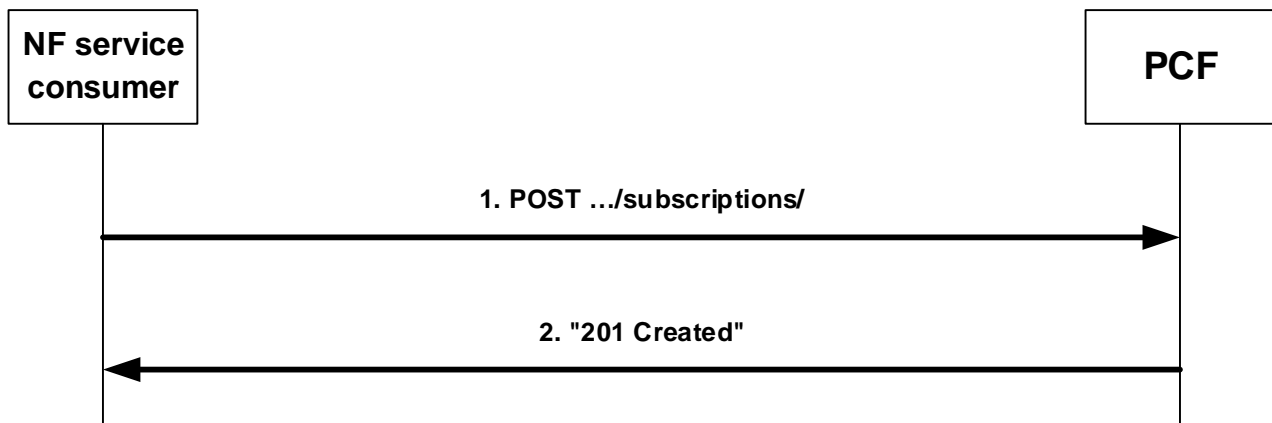 NF service
consumer
PCF
1. POST …/subscriptions/
2. "201 Created"